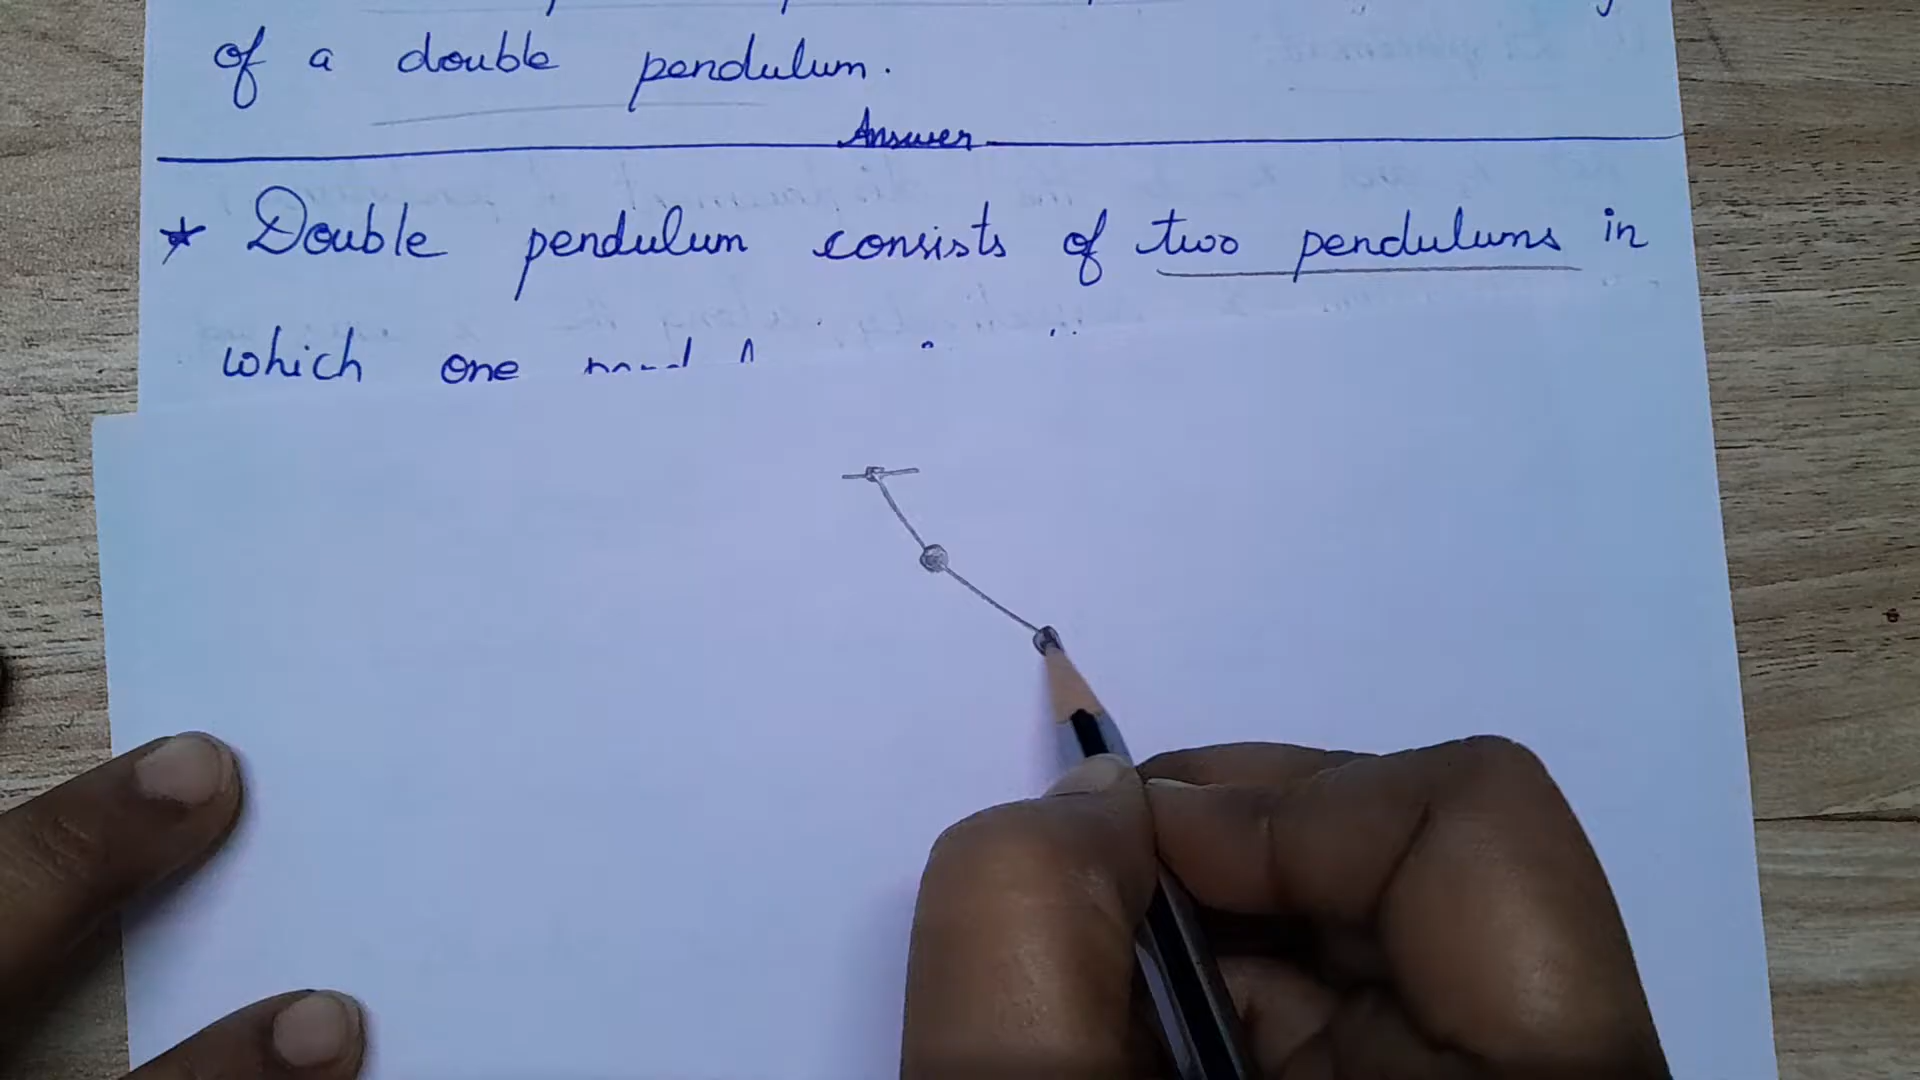 of a double pendulum.
Answer
★ Double pendulum consists of two pendulums in
which one